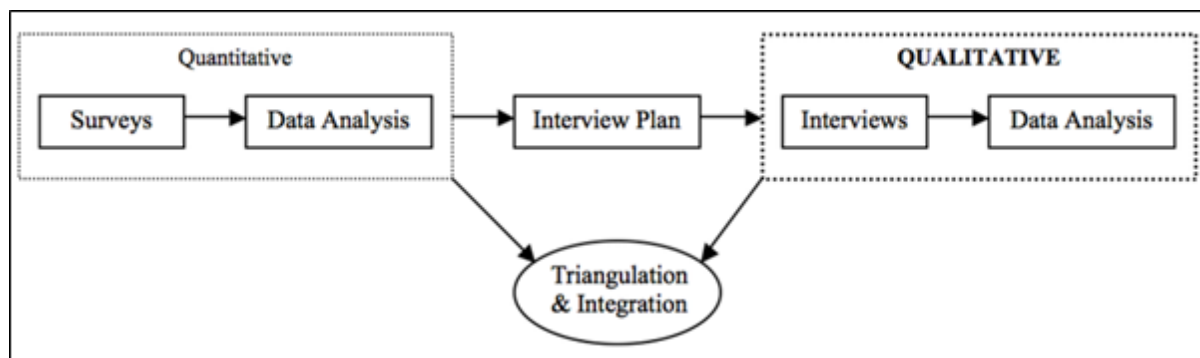 Quantitative
QUALITATIVE
Surveys
Data Analysis
Interview Plan
Interviews
Data Analysis
Triangulation
& Integration